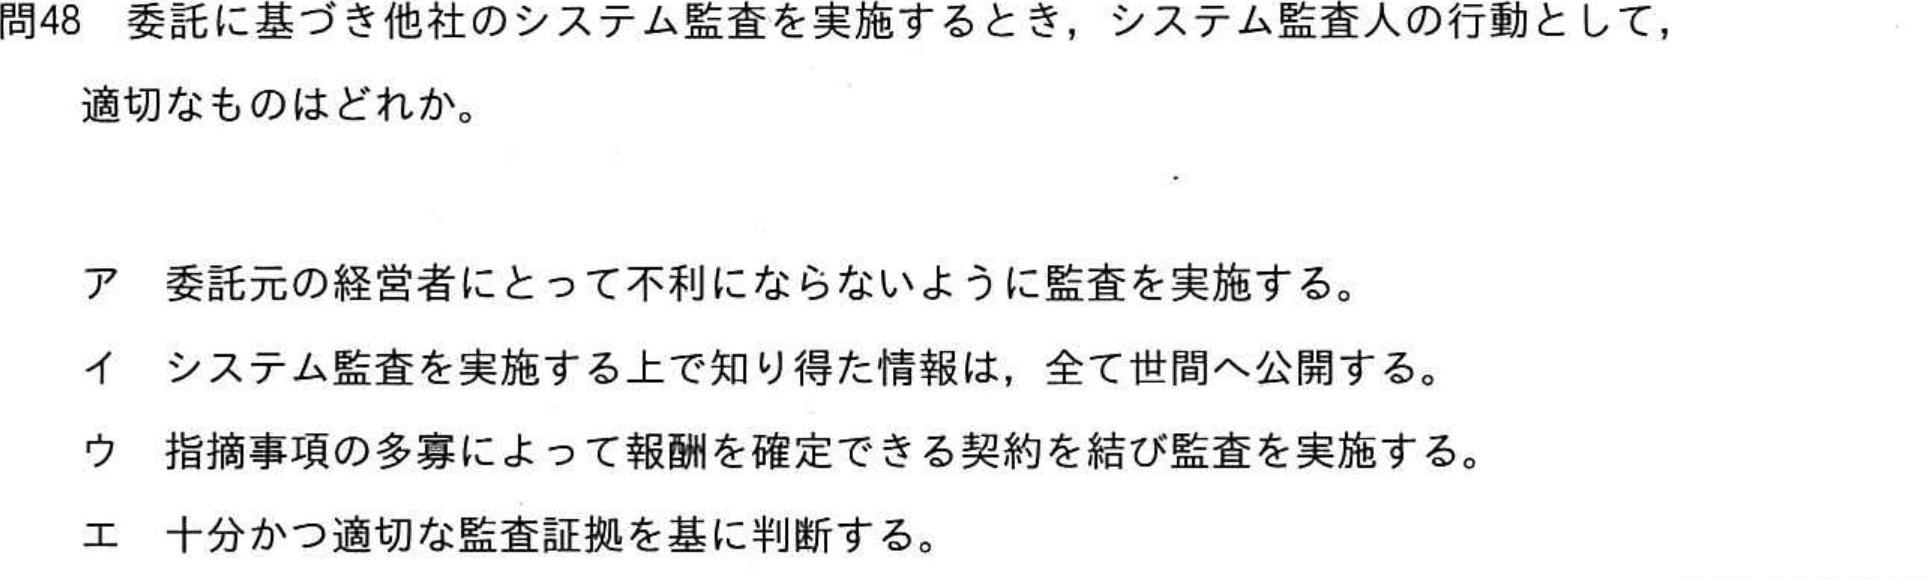 問48　委託に基づき他社のシステム監査を実施するとき，システム監査人の行動として，
適切なものはどれか。
ア　委託元の経営者にとって不利にならないように監査を実施する。
イ　システム監査を実施する上で知り得た情報は，全て世間へ公開する。
ウ　指摘事項の多寡によって報酬を確定できる契約を結び監査を実施する。
エ　十分かつ適切な監査証拠を基に判断する。